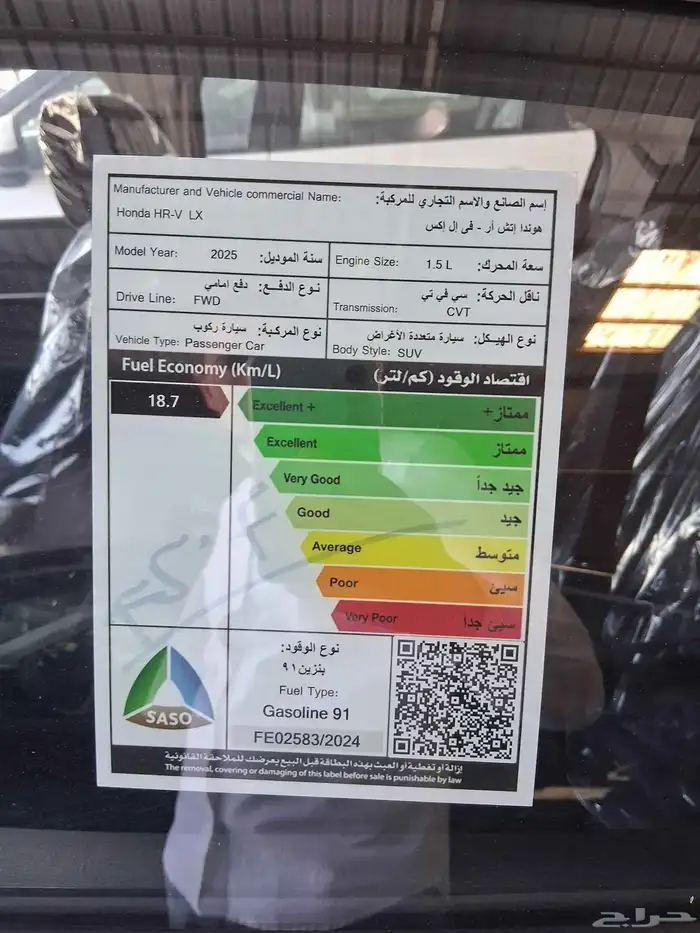 Manufacturer and Vehicle commercial Name: إسم الصانع والاسم التجاري للمركبة:
Honda HR-V LX هوندا إتش أر - في إل إكس
Model Year: 2025 سنة الموديل:
Engine Size: 1.5 L سعة المحرك:
نوع الدفع: دفع امامي
Drive Line: FWD
ناقل الحركة: سي في تي
Transmission: CVT
نوع المركبة: سيارة ركوب
Vehicle Type: Passenger Car
نوع الهيكل: سيارة متعددة الأغراض
Body Style: SUV
Fuel Economy (Km/L) اقتصاد الوقود (كم/لتر)
18.7
Excellent + ممتاز+
Excellent ممتاز
Very Good جيد جداً
Good جيد
Average متوسط
Poor سيئ
Very Poor سيئ جدا
SASO
نوع الوقود:
بنزين ٩١
Fuel Type:
Gasoline 91
FE02583/2024
إزالة أو تغطية أو العبث بهذه البطاقة قبل البيع يعرضك للملاحقة القانونية
The removal, covering or damaging of this label before sale is punishable by law
حراج